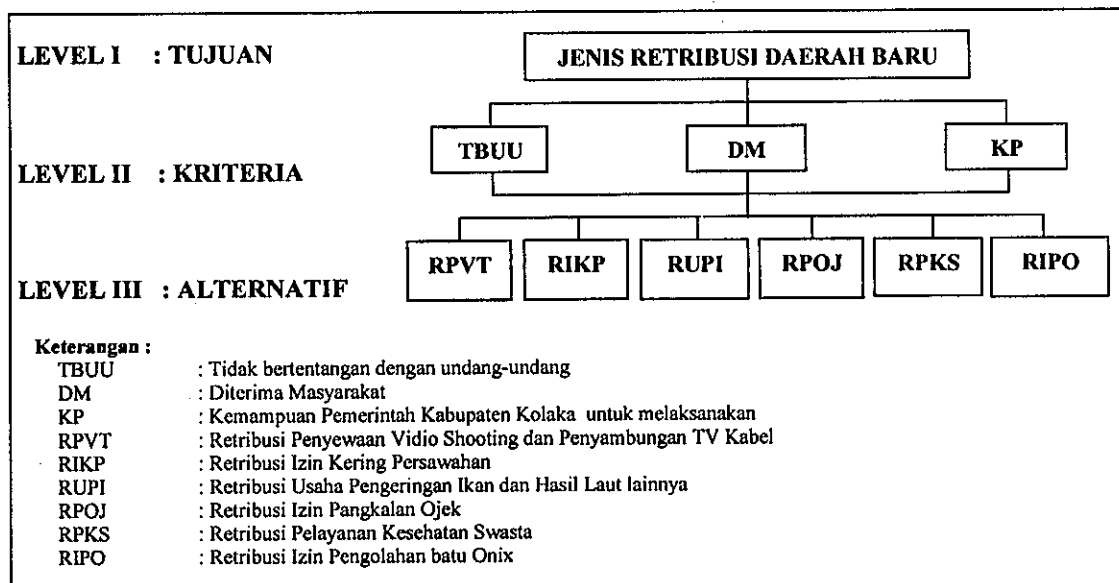 LEVEL I : TUJUAN
JENIS RETRIBUSI DAERAH BARU
TBUU DM KP
LEVEL II : KRITERIA
RPVT RIKP RUPI RPOJ RPKS RIPO
LEVEL III : ALTERNATIF
Keterangan :
TBUU : Tidak bertentangan dengan undang-undang
DM : Diterima Masyarakat
KP : Kemampuan Pemerintah Kabupaten Kolaka untuk melaksanakan
RPVT : Retribusi Penyewaan Vidio Shooting dan Penyambungan TV Kabel
RIKP : Retribusi Izin Kering Persawahan
RUPI : Retribusi Usaha Pengeringan Ikan dan Hasil Laut lainnya
RPOJ : Retribusi Izin Pangkalan Ojek
RPKS : Retribusi Pelayanan Kesehatan Swasta
RIPO : Retribusi Izin Pengolahan batu Onix